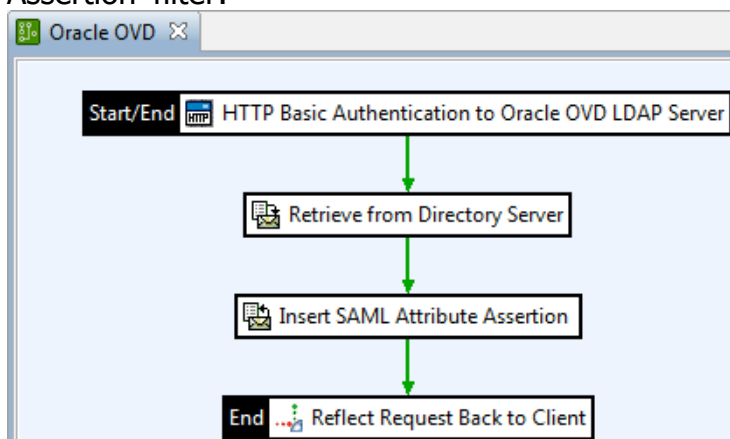 Assertion filter.
Oracle OVD
Start/End HTTP HTTP Basic Authentication to Oracle OVD LDAP Server
Retrieve from Directory Server
Insert SAML Attribute Assertion
End Reflect Request Back to Client